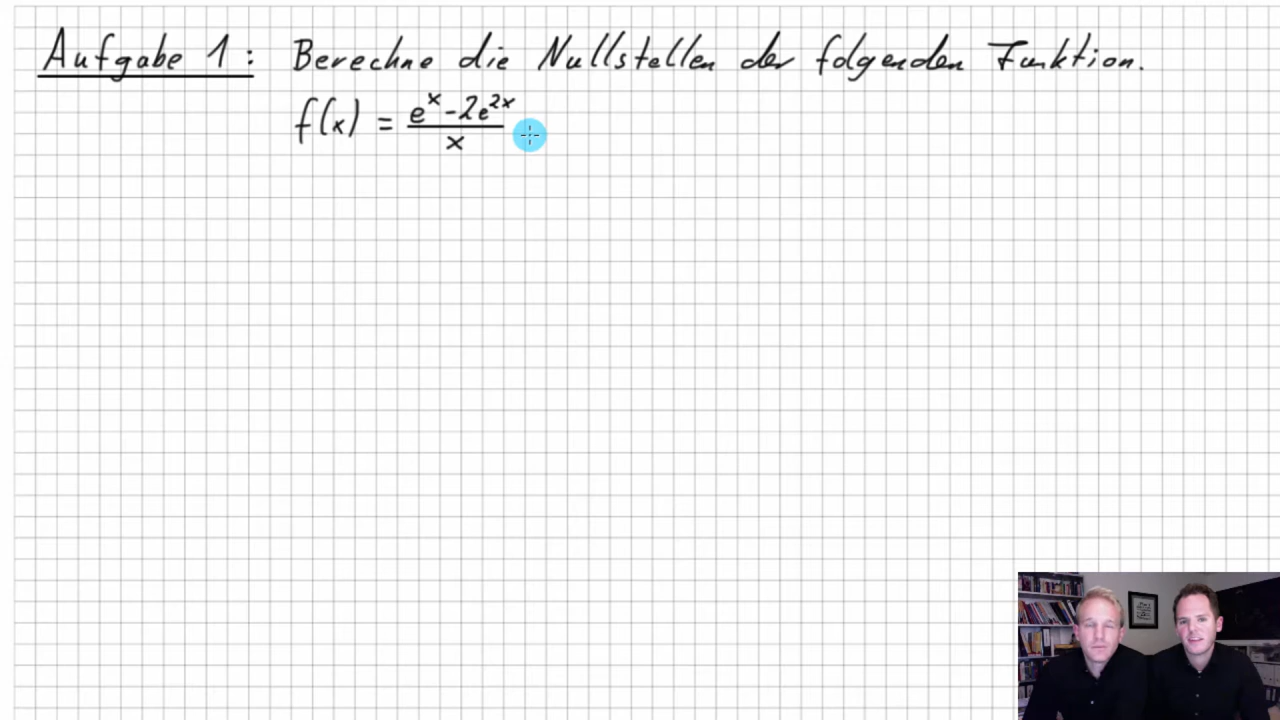 Aufgabe 1: Berechne die Nullstellen der folgenden Funktion.
f(x) = (e^x - 2e^(2x)) / x